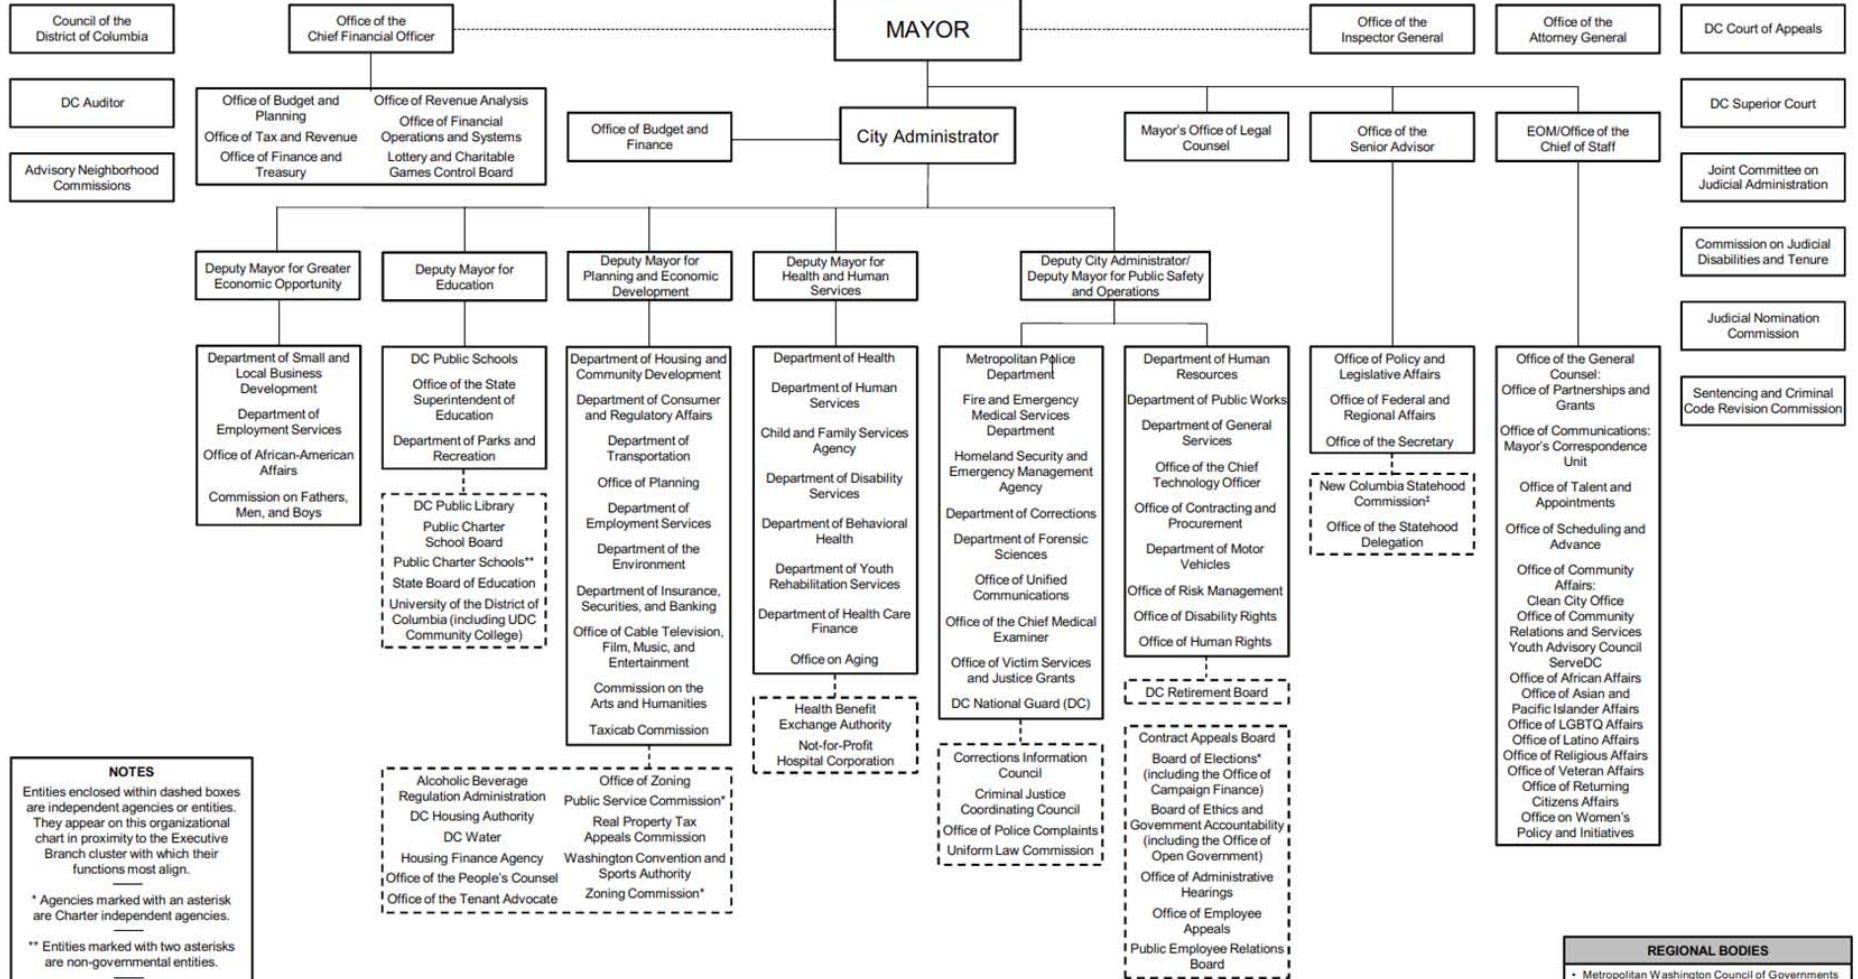 Council of the
District of Columbia
Office of the
Chief Financial Officer
MAYOR
Office of the
Inspector General
Office of the
Attorney General
DC Court of Appeals
DC Auditor
Office of Budget and
Planning
Office of Tax and Revenue
Office of Finance and
Treasury
Office of Revenue Analysis
Office of Financial
Operations and Systems
Lottery and Charitable
Games Control Board
Office of Budget and
Finance
City Administrator
Mayor's Office of Legal
Counsel
Office of the
Senior Advisor
EOM/Office of the
Chief of Staff
DC Superior Court
Advisory Neighborhood
Commissions
Joint Committee on
Judicial Administration
Commission on Judicial
Disabilities and Tenure
Judicial Nomination
Commission
Sentencing and Criminal
Code Revision Commission
Deputy Mayor for Greater
Economic Opportunity
Deputy Mayor for
Education
Deputy Mayor for
Planning and Economic
Development
Deputy Mayor for
Health and Human
Services
Deputy City Administrator/
Deputy Mayor for Public Safety
and Operations
Department of Small and
Local Business
Development
Department of
Employment Services
Office of African-American
Affairs
Commission on Fathers,
Men, and Boys
DC Public Schools
Office of the State
Superintendent of
Education
Department of Parks and
Recreation
DC Public Library
Public Charter
School Board
Public Charter Schools**
State Board of Education
University of the District of
Columbia (including UDC
Community College)
Department of Housing and
Community Development
Department of Consumer
and Regulatory Affairs
Department of
Transportation
Office of Planning
Department of
Employment Services
Department of the
Environment
Department of Insurance,
Securities, and Banking
Office of Cable Television,
Film, Music, and
Entertainment
Commission on the
Arts and Humanities
Taxicab Commission
Alcoholic Beverage
Regulation Administration
DC Housing Authority
DC Water
Housing Finance Agency
Office of the People's Counsel
Office of the Tenant Advocate
Office of Zoning
Public Service Commission*
Real Property Tax
Appeals Commission
Washington Convention and
Sports Authority
Zoning Commission*
Department of Health
Department of Human
Services
Child and Family Services
Agency
Department of Disability
Services
Department of Behavioral
Health
Department of Youth
Rehabilitation Services
Department of Health Care
Finance
Office on Aging
Health Benefit
Exchange Authority
Not-for-Profit
Hospital Corporation
Metropolitan Police
Department
Fire and Emergency
Medical Services
Department
Homeland Security and
Emergency Management
Agency
Department of Corrections
Department of Forensic
Sciences
Office of Unified
Communications
Office of the Chief Medical
Examiner
Office of Victim Services
and Justice Grants
DC National Guard (DC)
Corrections Information
Council
Criminal Justice
Coordinating Council
Office of Police Complaints
Uniform Law Commission
Department of Human
Resources
Department of Public Works
Department of General
Services
Office of the Chief
Technology Officer
Office of Contracting and
Procurement
Department of Motor
Vehicles
Office of Risk Management
Office of Disability Rights
Office of Human Rights
DC Retirement Board
Contract Appeals Board
Board of Elections*
(including the Office of
Campaign Finance)
Board of Ethics and
Government Accountability
(including the Office of
Open Government)
Office of Administrative
Hearings
Office of Employee
Appeals
Public Employee Relations
Board
Office of Policy and
Legislative Affairs
Office of Federal and
Regional Affairs
Office of the Secretary
New Columbia Statehood
Commission‡
Office of the Statehood
Delegation
Office of the General
Counsel:
Office of Partnerships and
Grants
Office of Communications:
Mayor's Correspondence
Unit
Office of Talent and
Appointments
Office of Scheduling and
Advance
Office of Community
Affairs:
Clean City Office
Office of Community
Relations and Services
Youth Advisory Council
ServeDC
Office of African Affairs
Office of Asian and
Pacific Islander Affairs
Office of LGBTQ Affairs
Office of Latino Affairs
Office of Religious Affairs
Office of Veteran Affairs
Office of Returning
Citizens Affairs
Office on Women's
Policy and Initiatives
NOTES
Entities enclosed within dashed boxes
are independent agencies or entities.
They appear on this organizational
chart in proximity to the Executive
Branch cluster with which their
functions most align.
* Agencies marked with an asterisk
are Charter independent agencies.
** Entities marked with two asterisks
are non-governmental entities.
REGIONAL BODIES
• Metropolitan Washington Council of Governments